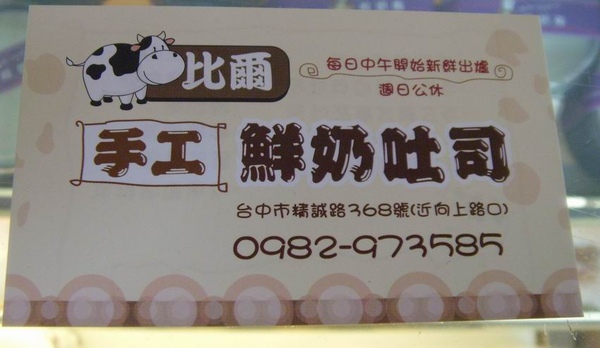 比爾
每日中午開始新鮮出爐
週日公休
手工 鮮奶吐司
台中市精誠路368號(近向上路口)
0982-973585